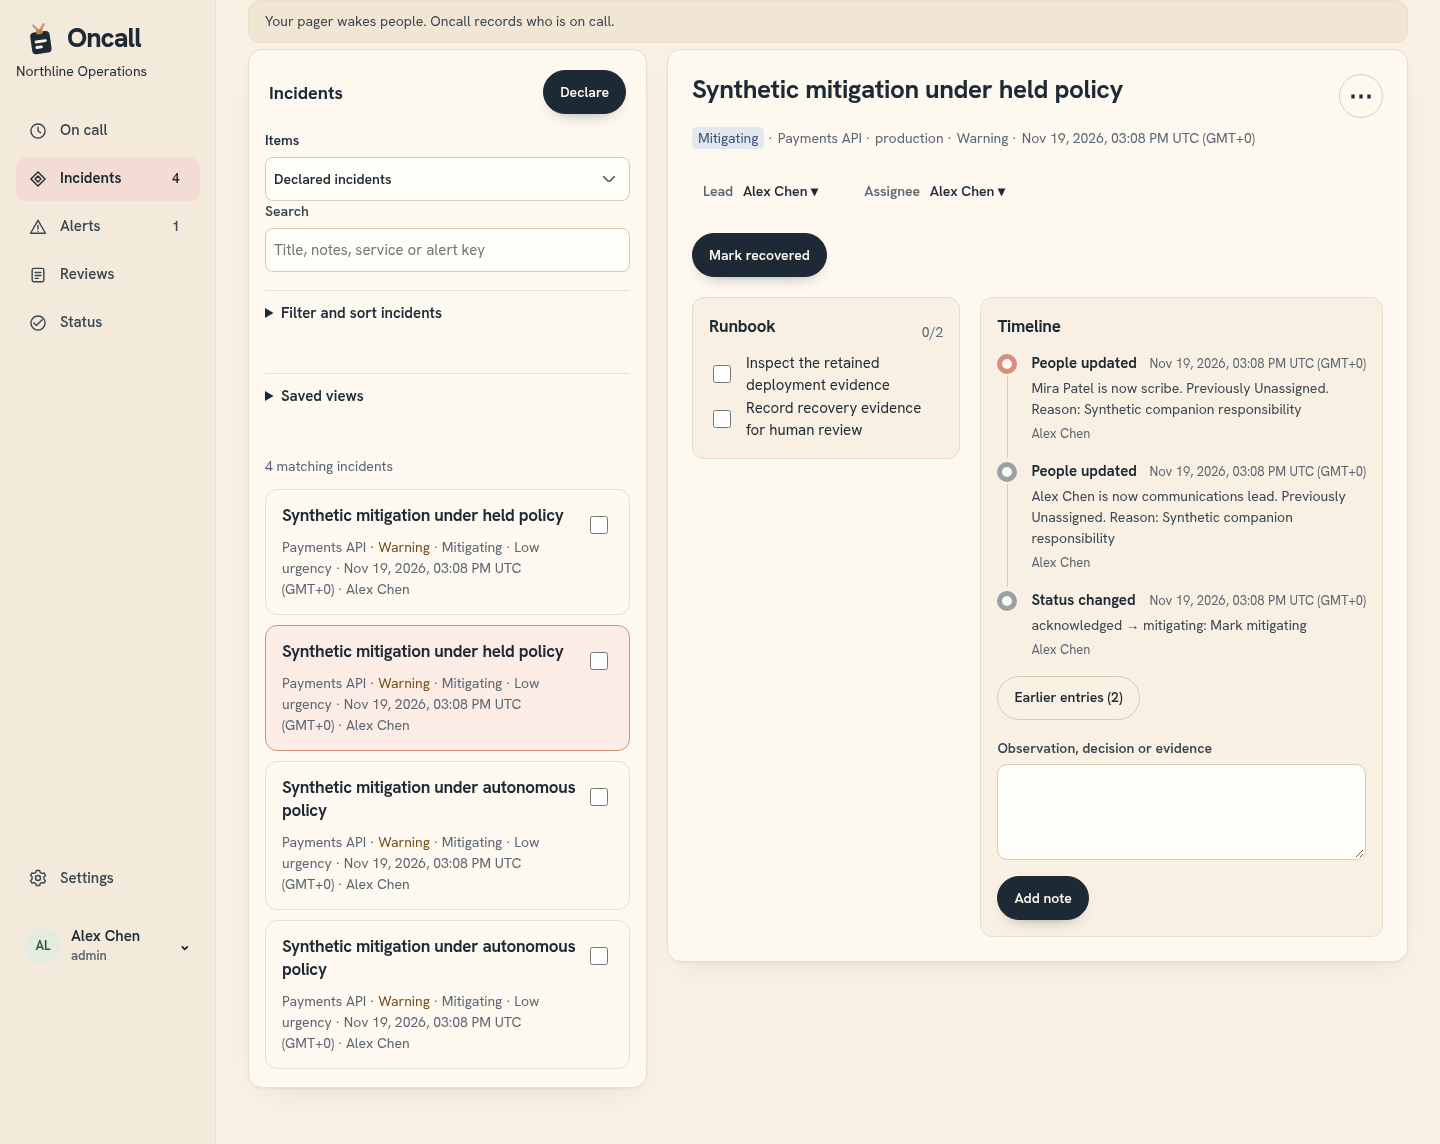 Oncall
Northline Operations
On call
Incidents 4
Alerts 1
Reviews
Status
Settings
AL
Alex Chen
admin
Your pager wakes people. Oncall records who is on call.
Incidents
Declare
Items
Declared incidents
Search
Title, notes, service or alert key
Filter and sort incidents
Saved views
4 matching incidents
Synthetic mitigation under held policy
Payments API · Warning · Mitigating · Low
urgency · Nov 19, 2026, 03:08 PM UTC
(GMT+0) · Alex Chen
Synthetic mitigation under held policy
Payments API · Warning · Mitigating · Low
urgency · Nov 19, 2026, 03:08 PM UTC
(GMT+0) · Alex Chen
Synthetic mitigation under autonomous
policy
Payments API · Warning · Mitigating · Low
urgency · Nov 19, 2026, 03:08 PM UTC
(GMT+0) · Alex Chen
Synthetic mitigation under autonomous
policy
Payments API · Warning · Mitigating · Low
urgency · Nov 19, 2026, 03:08 PM UTC
(GMT+0) · Alex Chen
Synthetic mitigation under held policy
Mitigating · Payments API · production · Warning · Nov 19, 2026, 03:08 PM UTC (GMT+0)
Lead Alex Chen ▾ Assignee Alex Chen ▾
Mark recovered
Runbook 0/2
Inspect the retained
deployment evidence
Record recovery evidence
for human review
Timeline
People updated Nov 19, 2026, 03:08 PM UTC (GMT+0)
Mira Patel is now scribe. Previously Unassigned.
Reason: Synthetic companion responsibility
Alex Chen
People updated Nov 19, 2026, 03:08 PM UTC (GMT+0)
Alex Chen is now communications lead. Previously
Unassigned. Reason: Synthetic companion
responsibility
Alex Chen
Status changed Nov 19, 2026, 03:08 PM UTC (GMT+0)
acknowledged → mitigating: Mark mitigating
Alex Chen
Earlier entries (2)
Observation, decision or evidence
Add note